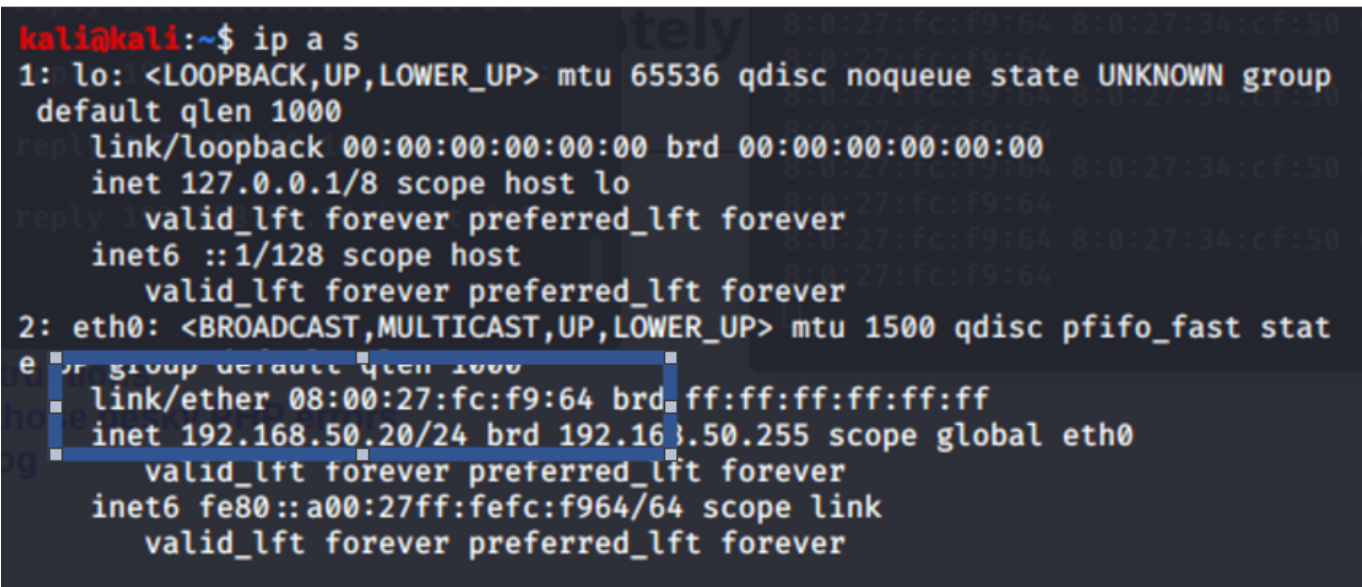 kali@kali:~$ ip a s
1: lo: <LOOPBACK,UP,LOWER_UP> mtu 65536 qdisc noqueue state UNKNOWN group
default qlen 1000
link/loopback 00:00:00:00:00:00 brd 00:00:00:00:00:00
inet 127.0.0.1/8 scope host lo
valid_lft forever preferred_lft forever
inet6 ::1/128 scope host
valid_lft forever preferred_lft forever
2: eth0: <BROADCAST,MULTICAST,UP,LOWER_UP> mtu 1500 qdisc pfifo_fast stat
e UP group default qlen 1000
link/ether 08:00:27:fc:f9:64 brd ff:ff:ff:ff:ff:ff
inet 192.168.50.20/24 brd 192.168.50.255 scope global eth0
valid_lft forever preferred_lft forever
inet6 fe80::a00:27ff:fefc:f964/64 scope link
valid_lft forever preferred_lft forever